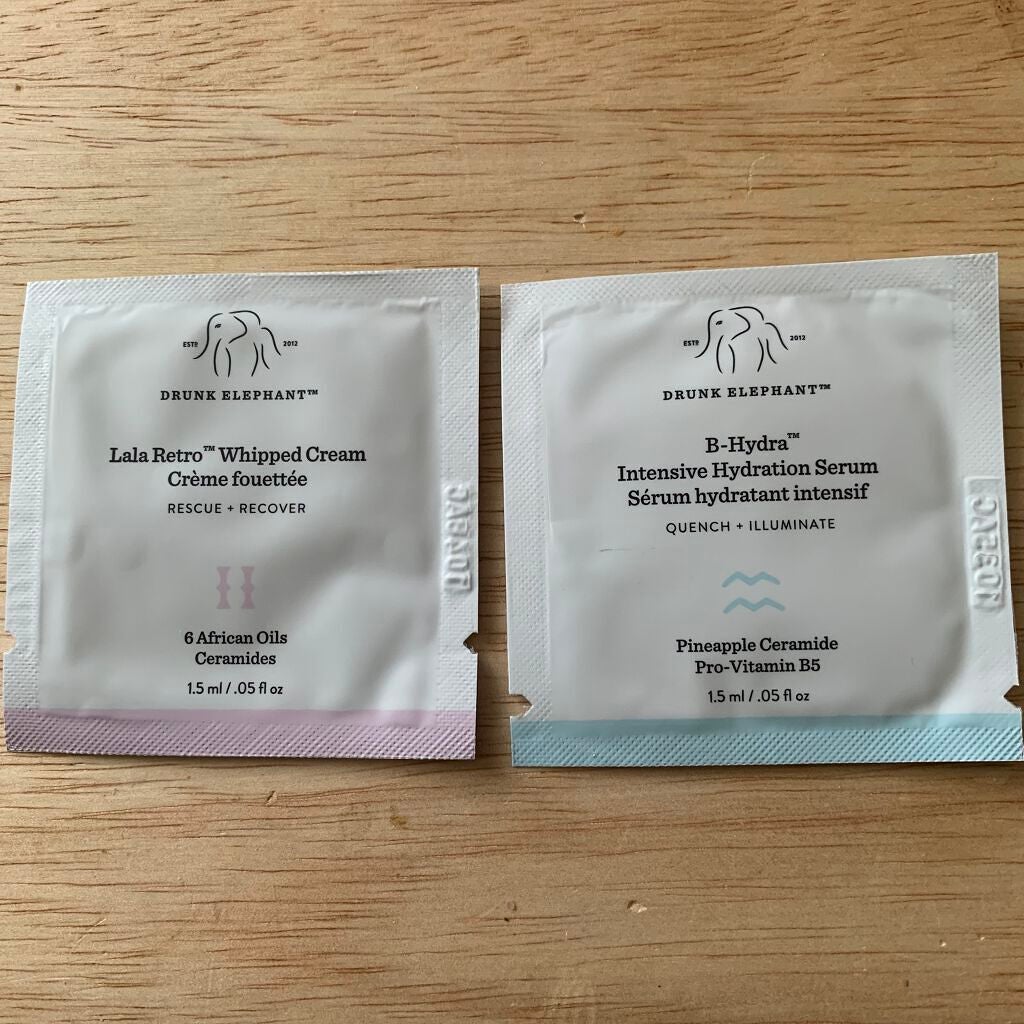 ESTD 2012
DRUNK ELEPHANT™
Lala Retro™ Whipped Cream
Crème fouettée
RESCUE + RECOVER
6 African Oils
Ceramides
1.5 ml / .05 fl oz
ESTD 2012
DRUNK ELEPHANT™
B-Hydra™
Intensive Hydration Serum
Sérum hydratant intensif
QUENCH + ILLUMINATE
Pineapple Ceramide
Pro-Vitamin B5
1.5 ml / .05 fl oz